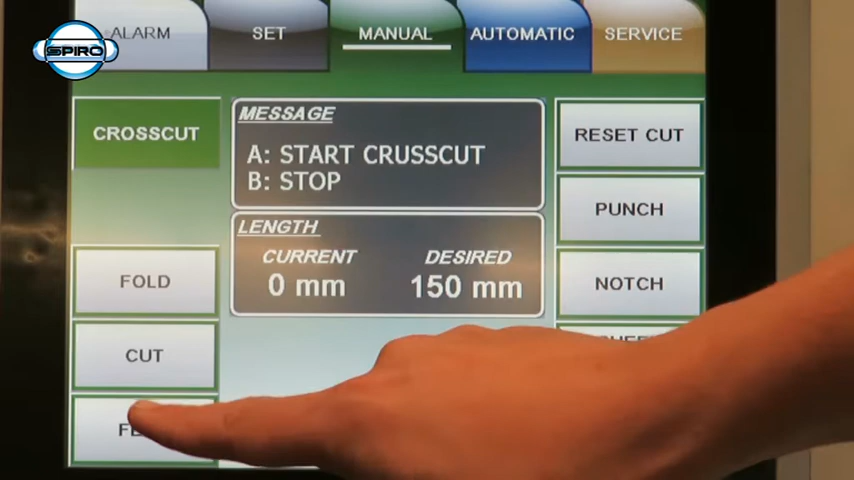 SPIRO
ALARM
SET
MANUAL
AUTOMATIC
SERVICE
CROSSCUT
MESSAGE
A: START CRUSSCUT
B: STOP
LENGTH
CURRENT
DESIRED
0 mm
150 mm
RESET CUT
PUNCH
NOTCH
FOLD
CUT